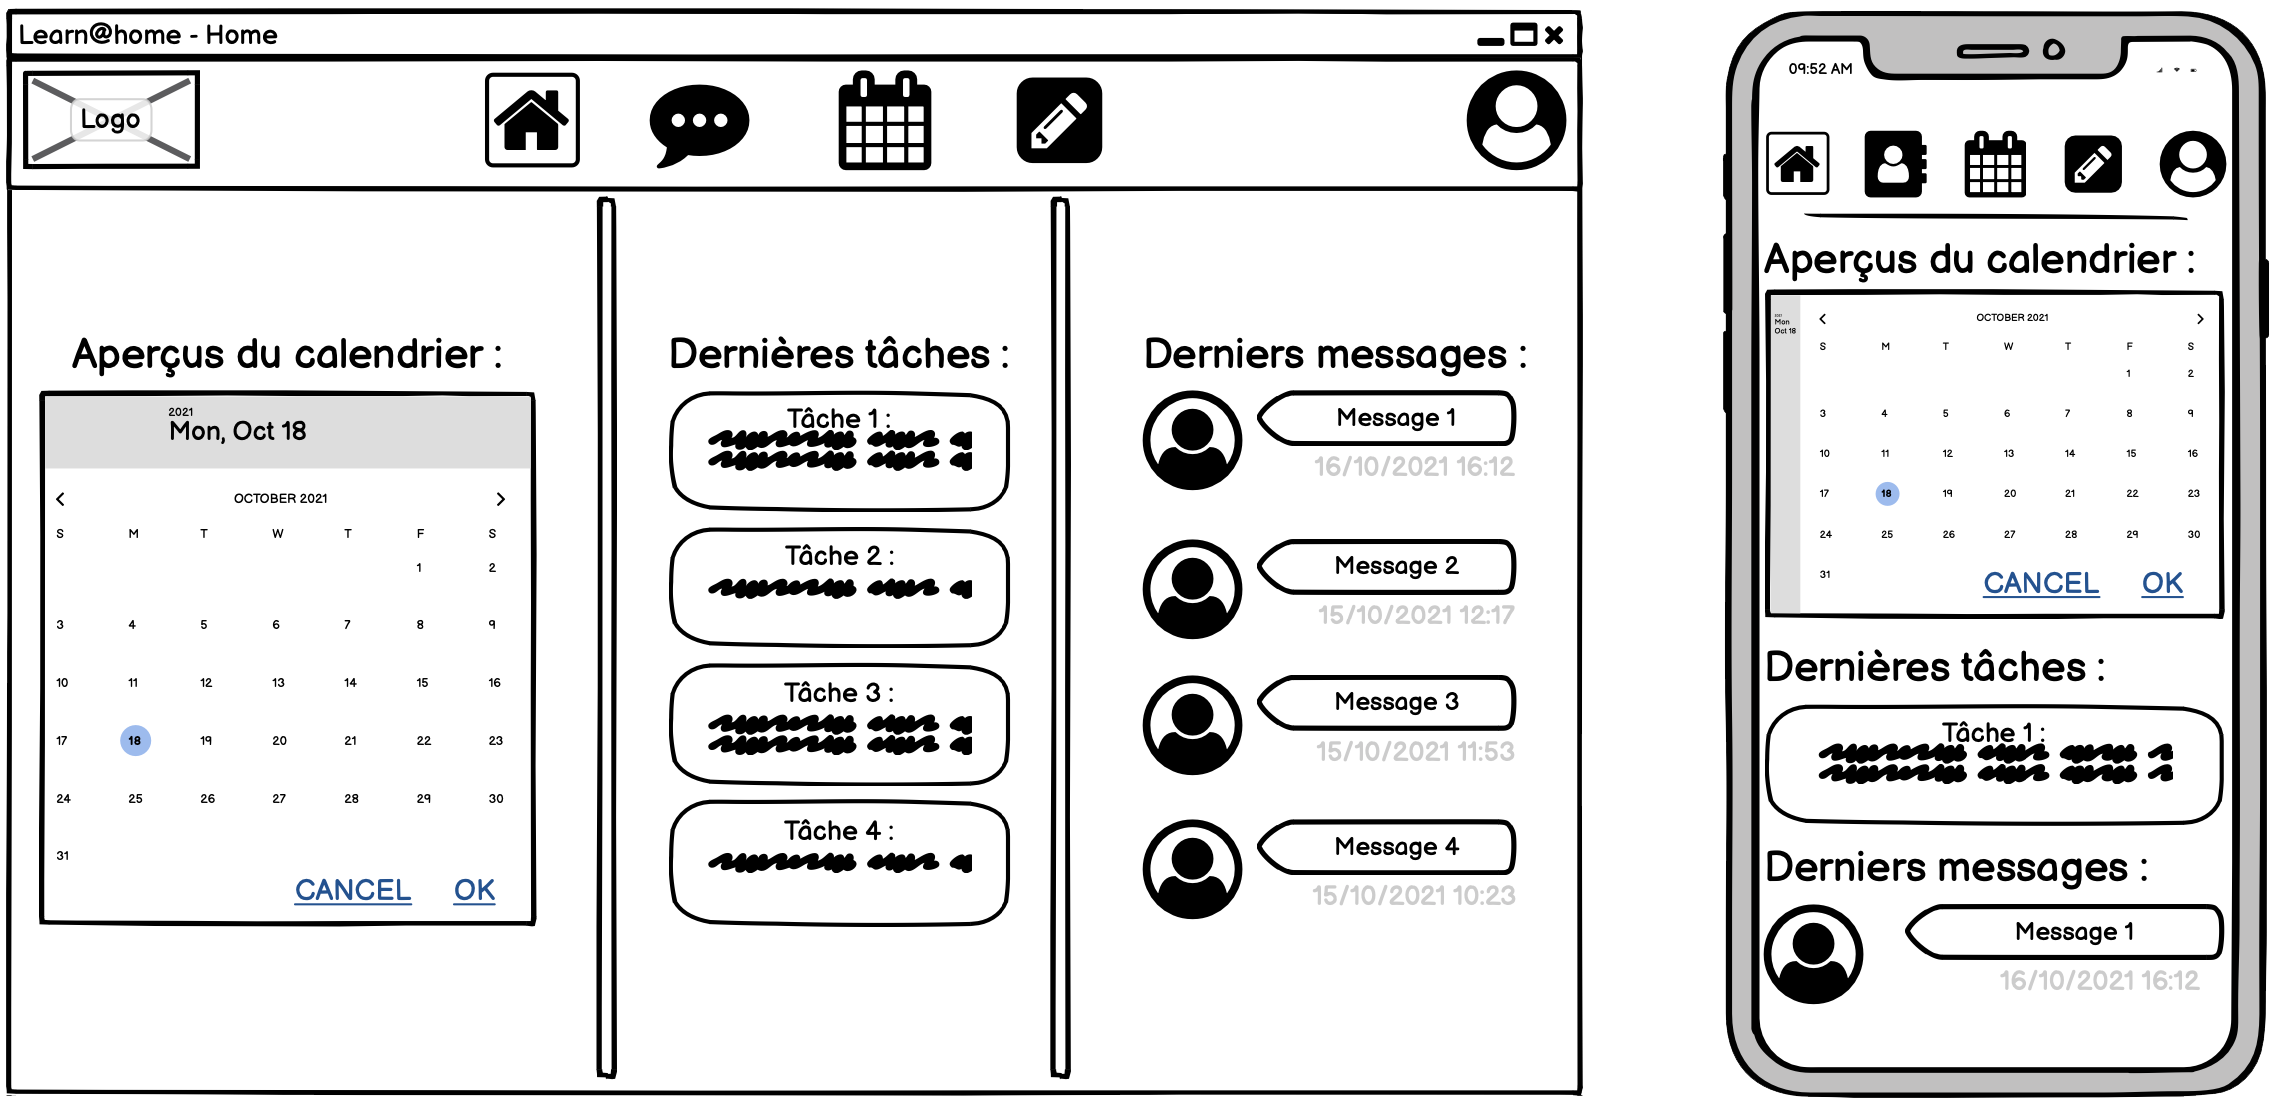 Learn@home - Home
Logo
Aperçus du calendrier :
2021
Mon, Oct 18
OCTOBER 2021
S M T W T F S
1 2
3 4 5 6 7 8 9
10 11 12 13 14 15 16
17 18 19 20 21 22 23
24 25 26 27 28 29 30
31
CANCEL OK
Dernières tâches :
Tâche 1 :
Tâche 2 :
Tâche 3 :
Tâche 4 :
Derniers messages :
Message 1
16/10/2021 16:12
Message 2
15/10/2021 12:17
Message 3
15/10/2021 11:53
Message 4
15/10/2021 10:23
09:52 AM
Aperçus du calendrier :
2021
Mon
Oct 18
OCTOBER 2021
S M T W T F S
1 2
3 4 5 6 7 8 9
10 11 12 13 14 15 16
17 18 19 20 21 22 23
24 25 26 27 28 29 30
31
CANCEL OK
Dernières tâches :
Tâche 1 :
Derniers messages :
Message 1
16/10/2021 16:12